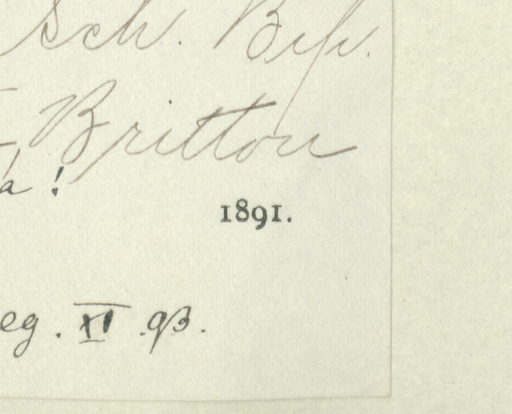 Sch. Bip.
Britton
a !
1891.
eg. XI 93.